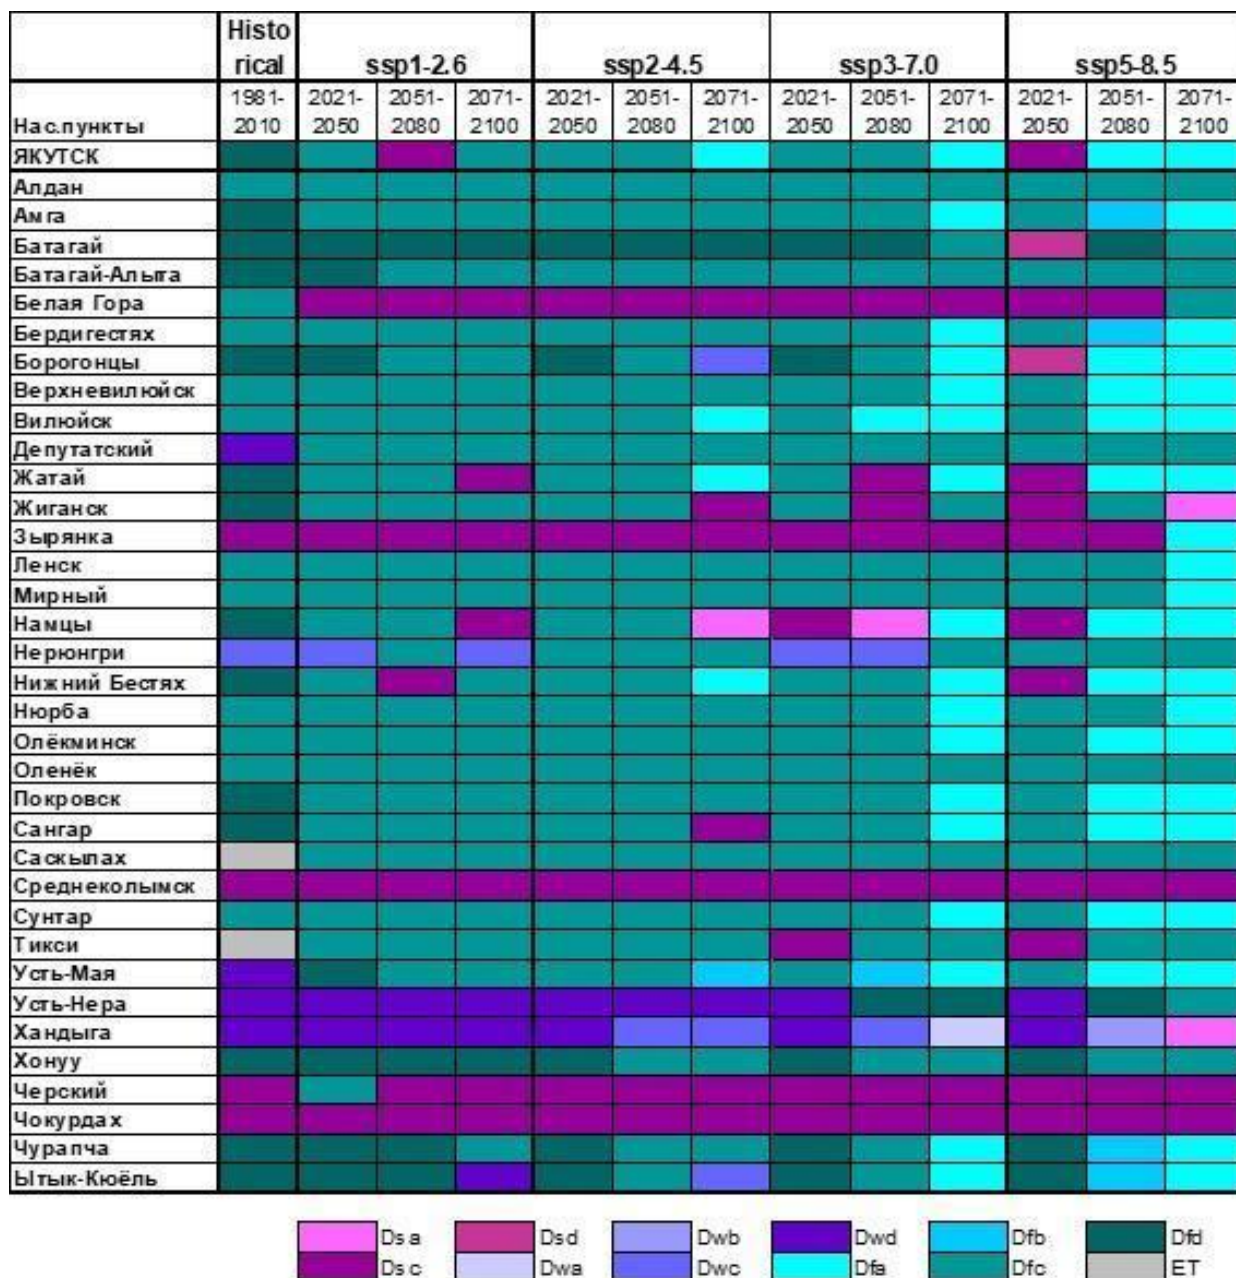 Histo
rical ssp1-2.6 ssp2-4.5 ssp3-7.0 ssp5-8.5
Нас.пункты 1981-2010 2021-2050 2051-2080 2071-2100 2021-2050 2051-2080 2071-2100 2021-2050 2051-2080 2071-2100 2021-2050 2051-2080 2071-2100
ЯКУТСК
Алдан
Амга
Батагай
Батагай-Алыта
Белая Гора
Бердигестях
Борогонцы
Верхневилюйск
Вилюйск
Депутатский
Жатай
Жиганск
Зырянка
Ленск
Мирный
Намцы
Нерюнгри
Нижний Бестях
Нюрба
Олёкминск
Оленёк
Покровск
Сангар
Саскылах
Среднеколымск
Сунтар
Тикси
Усть-Мая
Усть-Нера
Хандыга
Хонуу
Черский
Чокурдах
Чурапча
Ытык-Кюёль
Dsa Dsd Dwb Dwd Dfb Dfd
Dsc Dwa Dwc Dfa Dfc ET